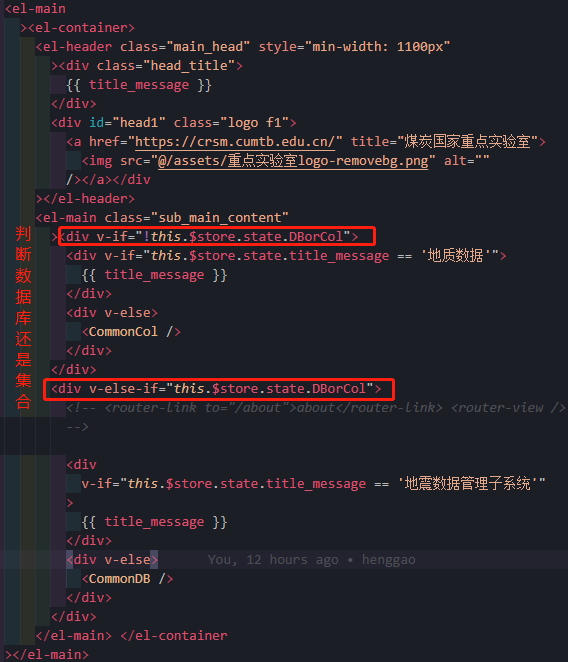 <el-main
><el-container>
<el-header class="main_head" style="min-width: 1100px"
><div class="head_title">
{{ title_message }}
</div>
<div id="head1" class="logo f1">
<a href="https://crsm.cumtb.edu.cn/" title="煤炭国家重点实验室">
<img src="@/assets/重点实验室logo-removebg.png" alt=""
/></a></div
></el-header>
<el-main class="sub_main_content"
><div v-if="!this.$store.state.DBorCol">
<div v-if="this.$store.state.title_message == '地质数据'">
{{ title_message }}
</div>
<div v-else>
<CommonCol />
</div>
</div>
<div v-else-if="this.$store.state.DBorCol">
<!-- <router-link to="/about">about</router-link> <router-view />
-->
<div
v-if="this.$store.state.title_message == '地震数据管理子系统'"
>
{{ title_message }}
</div>
<div v-else> You, 12 hours ago • henggao
<CommonDB />
</div>
</div>
</el-main> </el-container
></el-main>
判断数据库还是集合